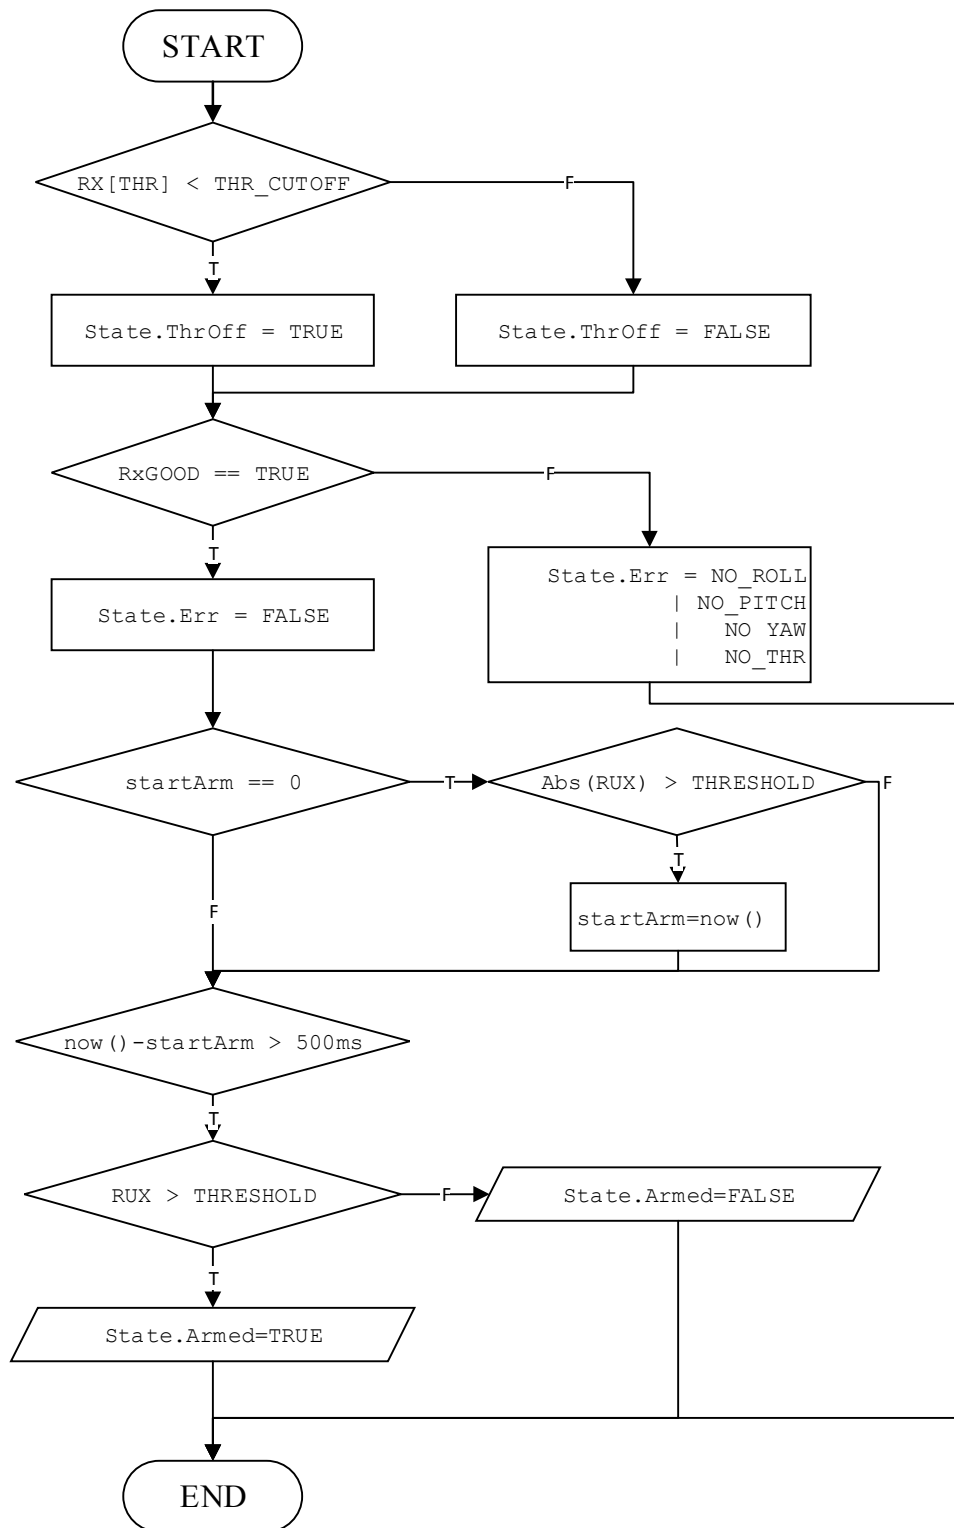 START
RX[THR] < THR_CUTOFF
F
T
State.ThrOff = TRUE
State.ThrOff = FALSE
RxGOOD == TRUE
F
T
State.Err = FALSE
State.Err = NO_ROLL
| NO_PITCH
| NO YAW
| NO_THR
startArm == 0
T
Abs(RUX) > THRESHOLD
F
T
startArm=now()
F
now()-startArm > 500ms
T
RUX > THRESHOLD
F
State.Armed=FALSE
T
State.Armed=TRUE
END